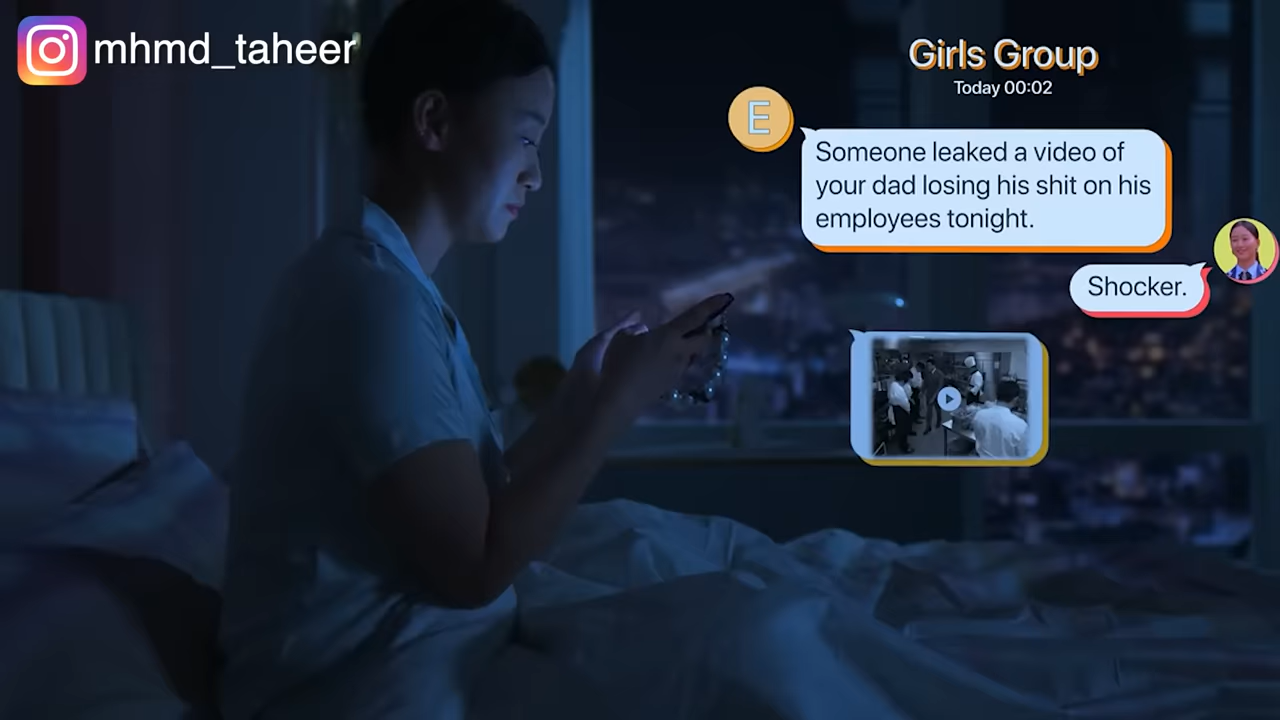 mhmd_taheer
Girls Group
Today 00:02
E
Someone leaked a video of
your dad losing his shit on his
employees tonight.
Shocker.